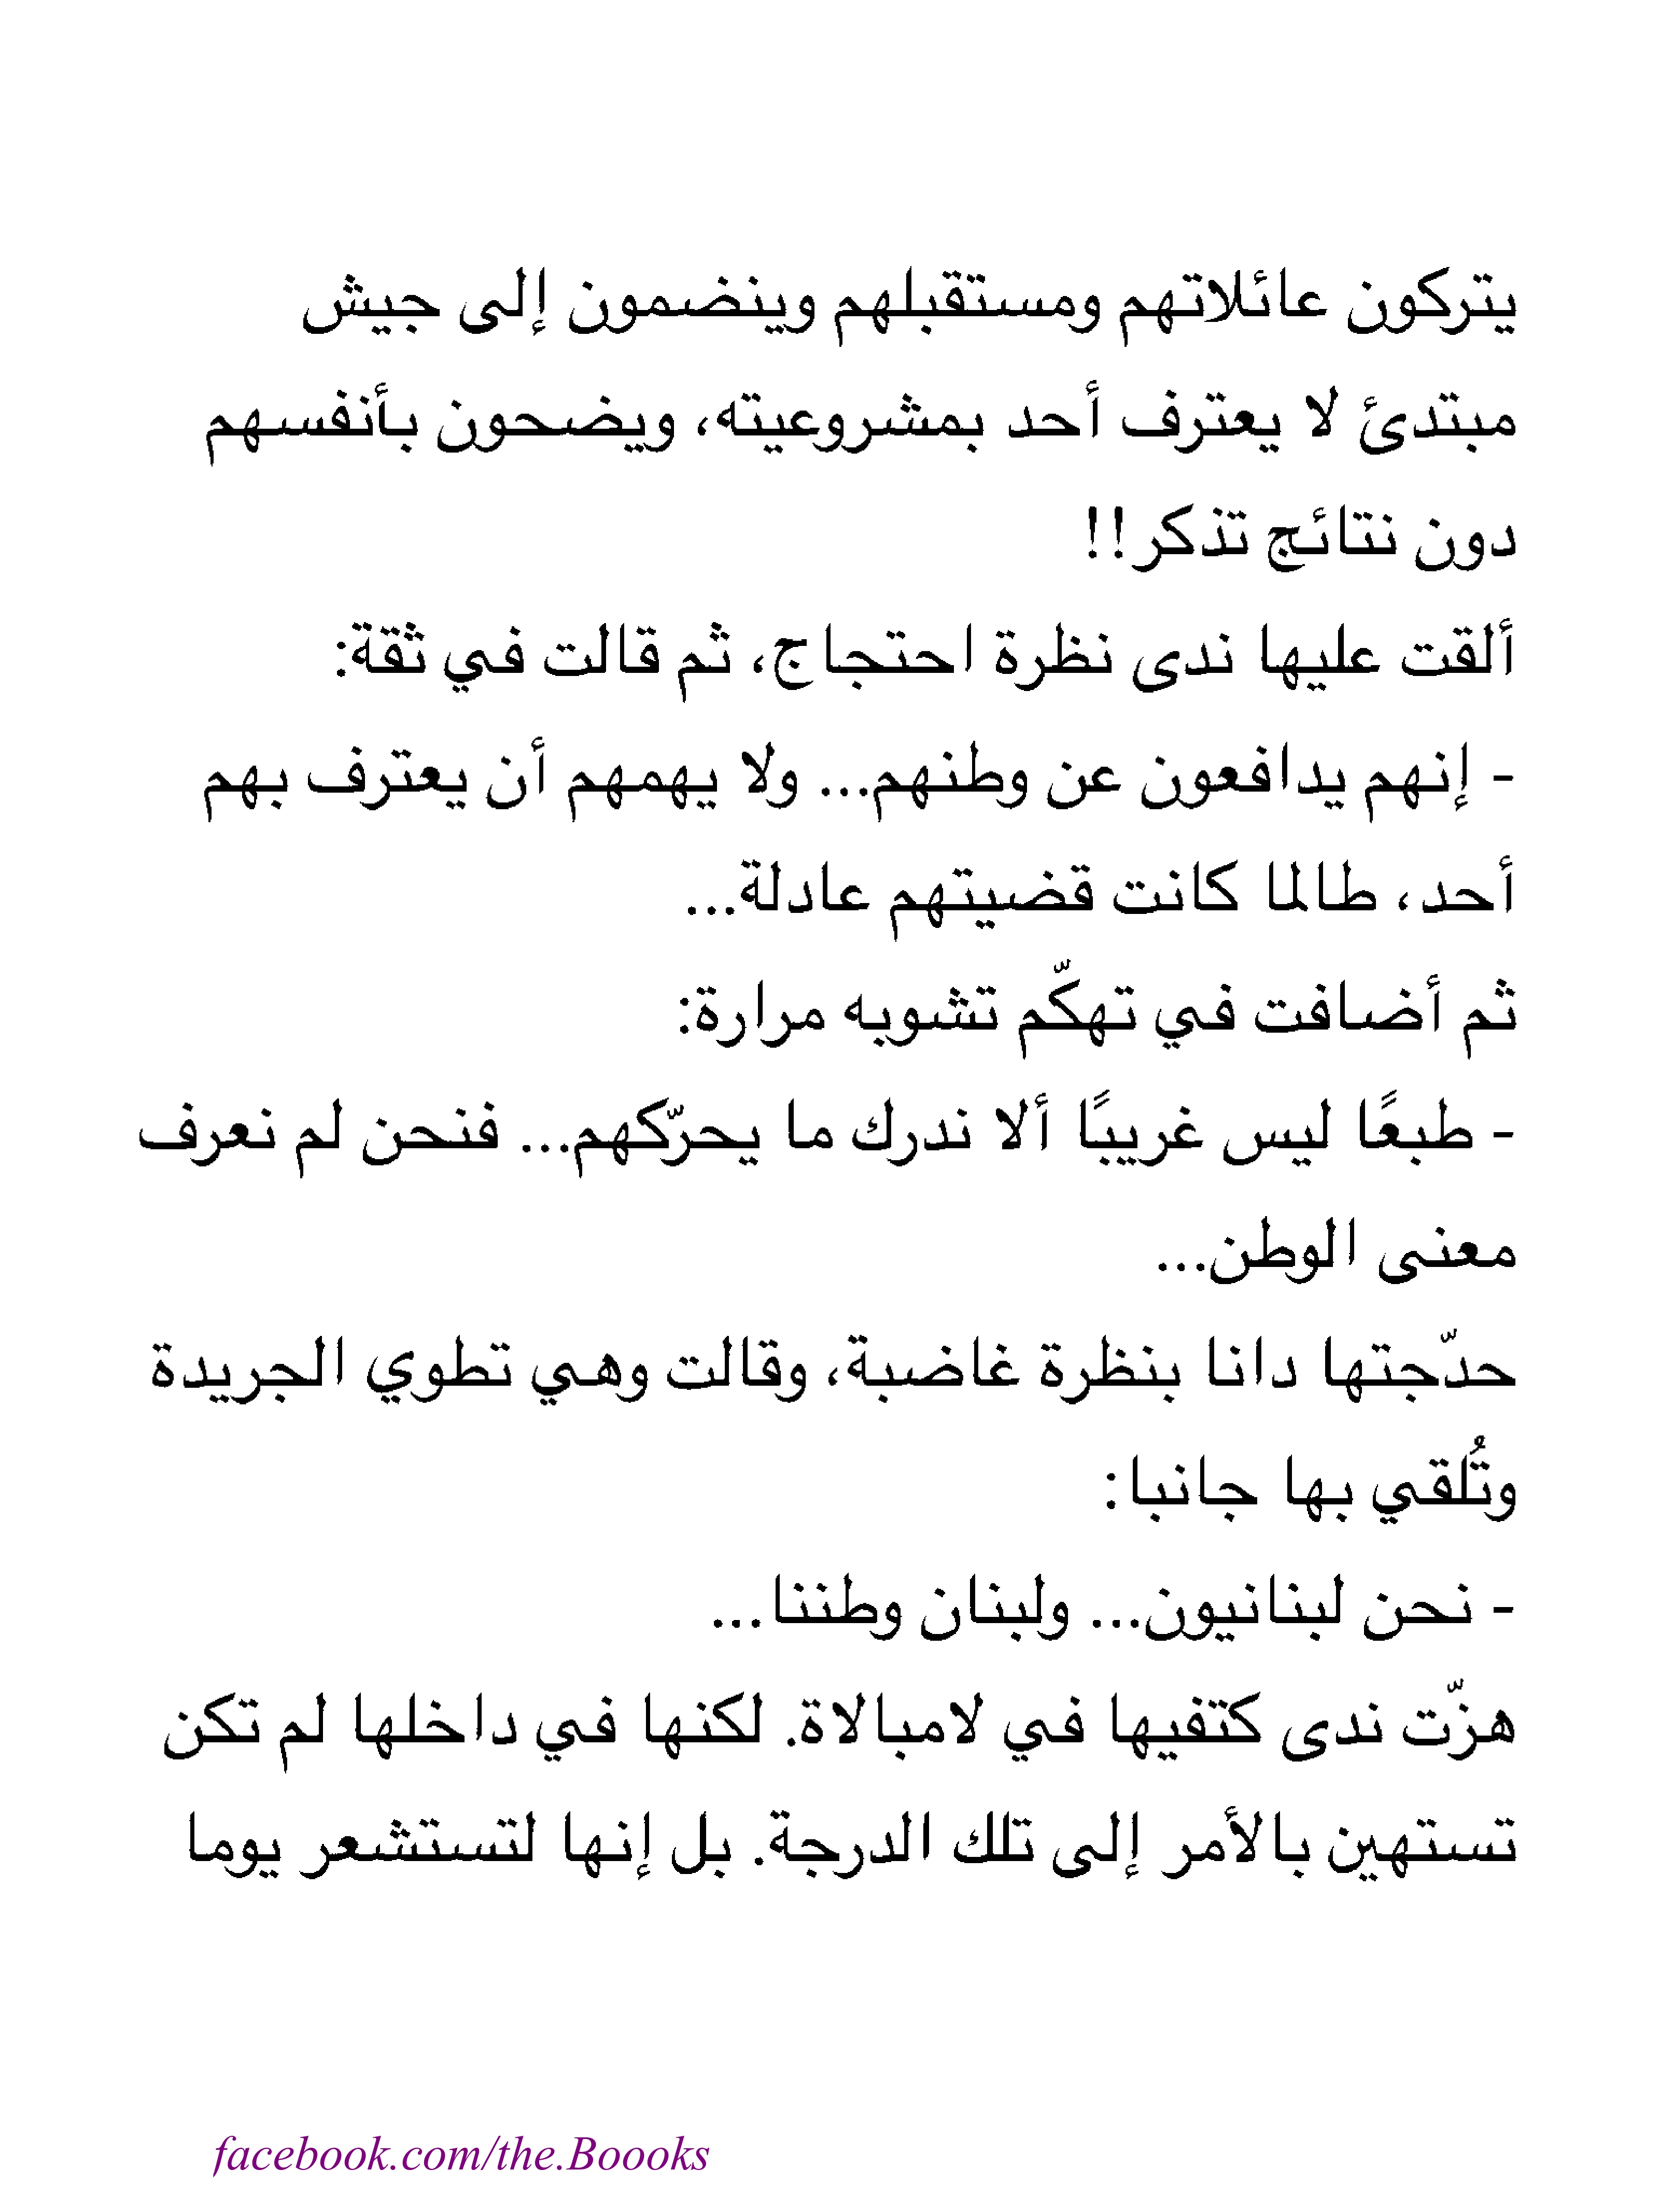 يتركون عائلاتهم ومستقبلهم وينضمون إلى جيش
مبتدئ لا يعترف أحد بمشروعيته، ويضحون بأنفسهم
دون نتائج تذكر!!
ألقت عليها ندى نظرة احتجاج، ثم قالت في ثقة:
- إنهم يدافعون عن وطنهم... ولا يهمهم أن يعترف بهم
أحد، طالما كانت قضيتهم عادلة...
ثم أضافت في تهكّم تشوبه مرارة:
- طبعًا ليس غريبًا ألا ندرك ما يحرّكهم... فنحن لم نعرف
معنى الوطن...
حدّجتها دانا بنظرة غاضبة، وقالت وهي تطوي الجريدة
وتُلقي بها جانبا:
- نحن لبنانيون... ولبنان وطننا...
هزّت ندى كتفيها في لامبالاة. لكنها في داخلها لم تكن
تستهين بالأمر إلى تلك الدرجة. بل إنها لتستشعر يوما
facebook.com/the.Boooks